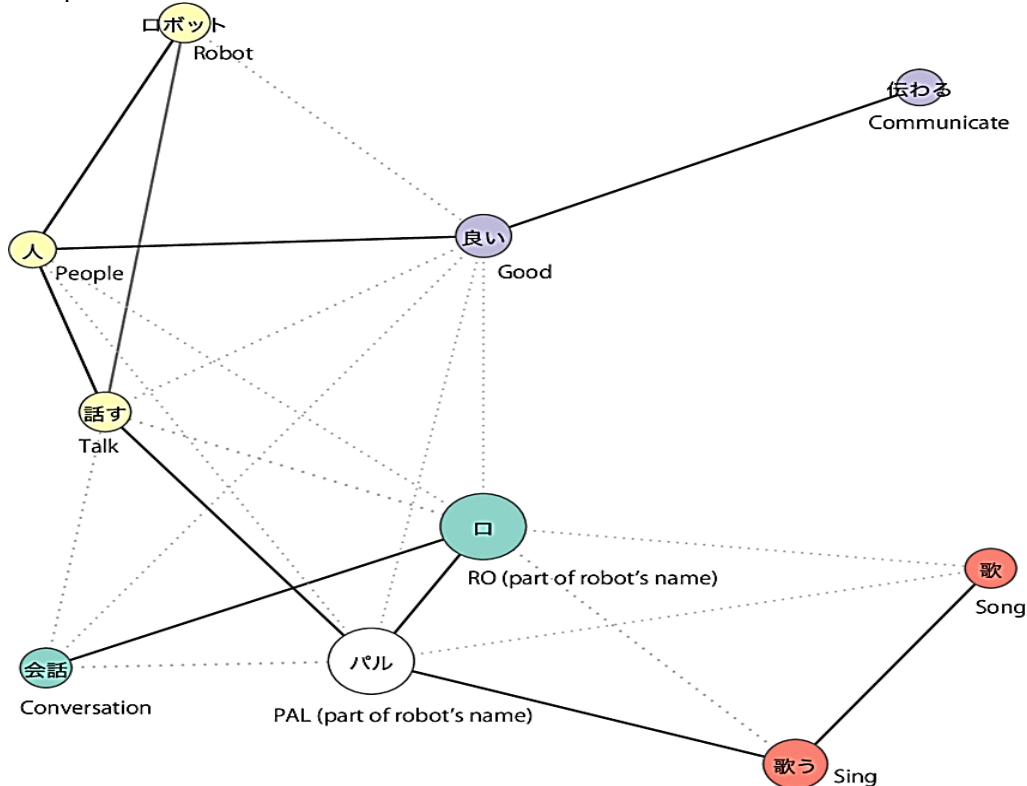 ロボット
Robot
伝わる
Communicate
良い
Good
人
People
話す
Talk
ロ
RO (part of robot's name)
歌
Song
会話
Conversation
パル
PAL (part of robot's name)
歌う
Sing